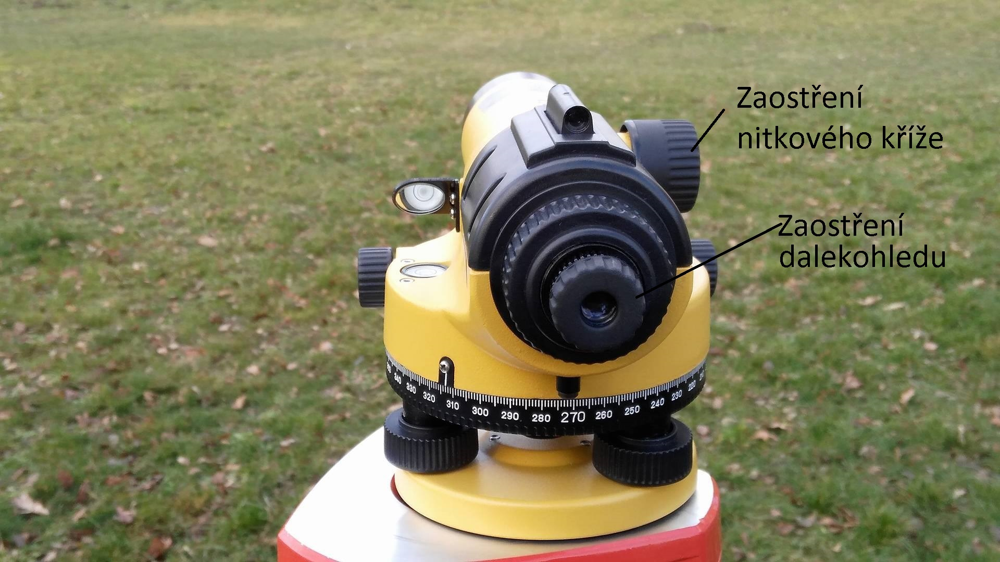 Zaostření
nitkového kříže
Zaostření
dalekohledu
340 330 320 310 300 290 280 270 260 250 240 230 220